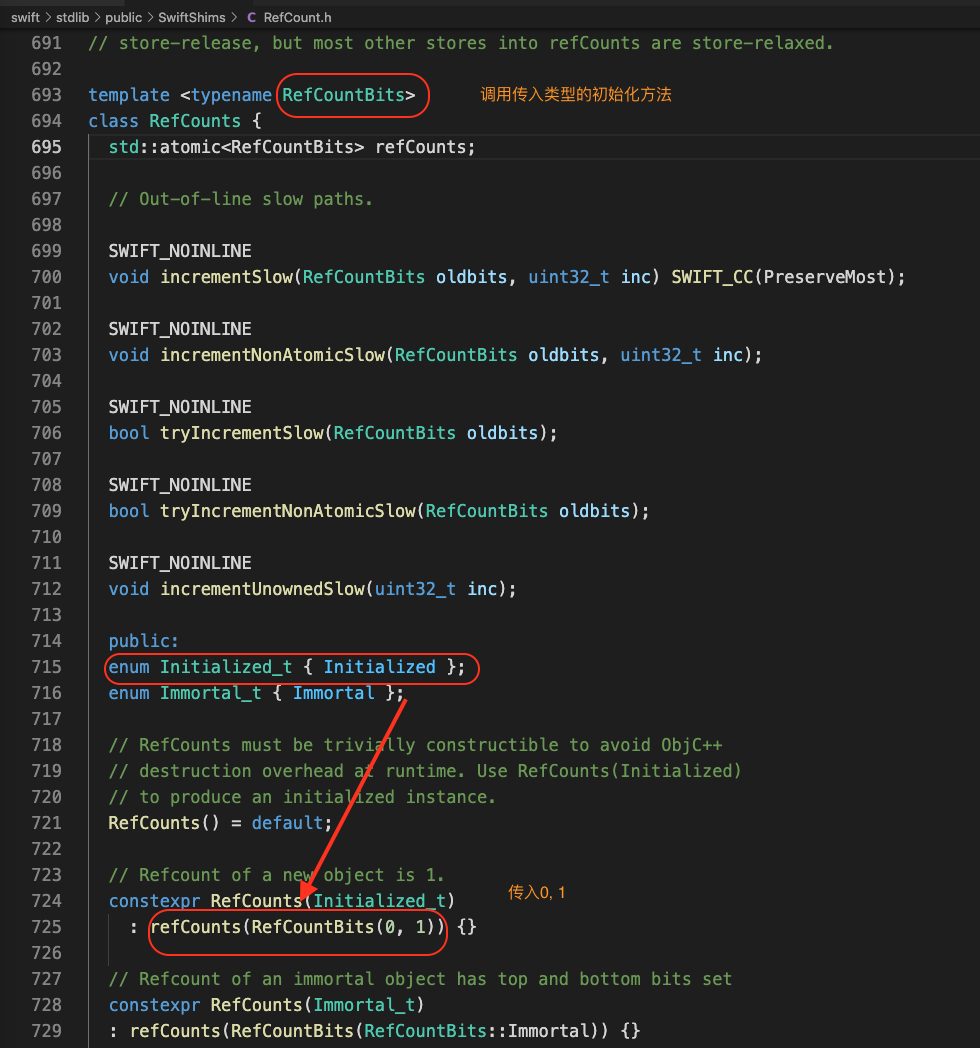 swift > stdlib > public > SwiftShims > C RefCount.h
691 // store-release, but most other stores into refCounts are store-relaxed.
692
693 template <typename RefCountBits> 调用传入类型的初始化方法
694 class RefCounts {
695 std::atomic<RefCountBits> refCounts;
696
697 // Out-of-line slow paths.
698
699 SWIFT_NOINLINE
700 void incrementSlow(RefCountBits oldbits, uint32_t inc) SWIFT_CC(PreserveMost);
701
702 SWIFT_NOINLINE
703 void incrementNonAtomicSlow(RefCountBits oldbits, uint32_t inc);
704
705 SWIFT_NOINLINE
706 bool tryIncrementSlow(RefCountBits oldbits);
707
708 SWIFT_NOINLINE
709 bool tryIncrementNonAtomicSlow(RefCountBits oldbits);
710
711 SWIFT_NOINLINE
712 void incrementUnownedSlow(uint32_t inc);
713
714 public:
715 enum Initialized_t { Initialized };
716 enum Immortal_t { Immortal };
717
718 // RefCounts must be trivially constructible to avoid ObjC++
719 // destruction overhead at runtime. Use RefCounts(Initialized)
720 // to produce an initialized instance.
721 RefCounts() = default;
722
723 // Refcount of a new object is 1.
724 constexpr RefCounts(Initialized_t) 传入0, 1
725 : refCounts(RefCountBits(0, 1)) {}
726
727 // Refcount of an immortal object has top and bottom bits set
728 constexpr RefCounts(Immortal_t)
729 : refCounts(RefCountBits(RefCountBits::Immortal)) {}